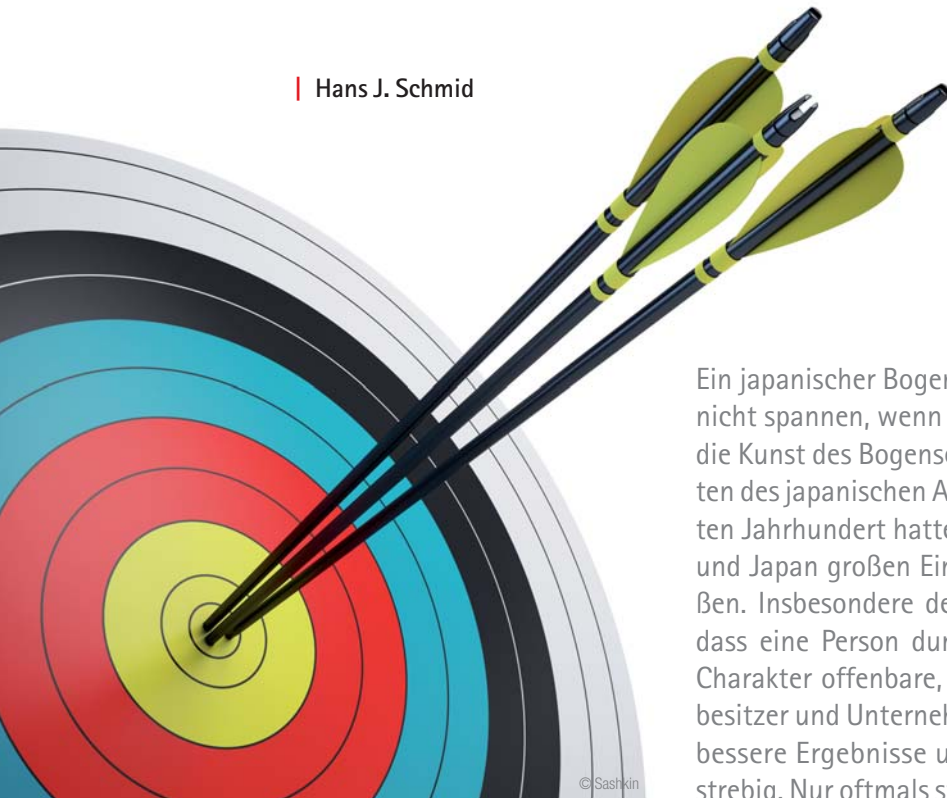 | Hans J. Schmid
Ein japanischer Bogen
nicht spannen, wenn
die Kunst des Bogens
ten des japanischen A
ten Jahrhundert hatte
und Japan großen Ein
ßen. Insbesondere de
dass eine Person dur
Charakter offenbare,
besitzer und Unterneh
bessere Ergebnisse u
strebig. Nur oftmals s
© Sashkin